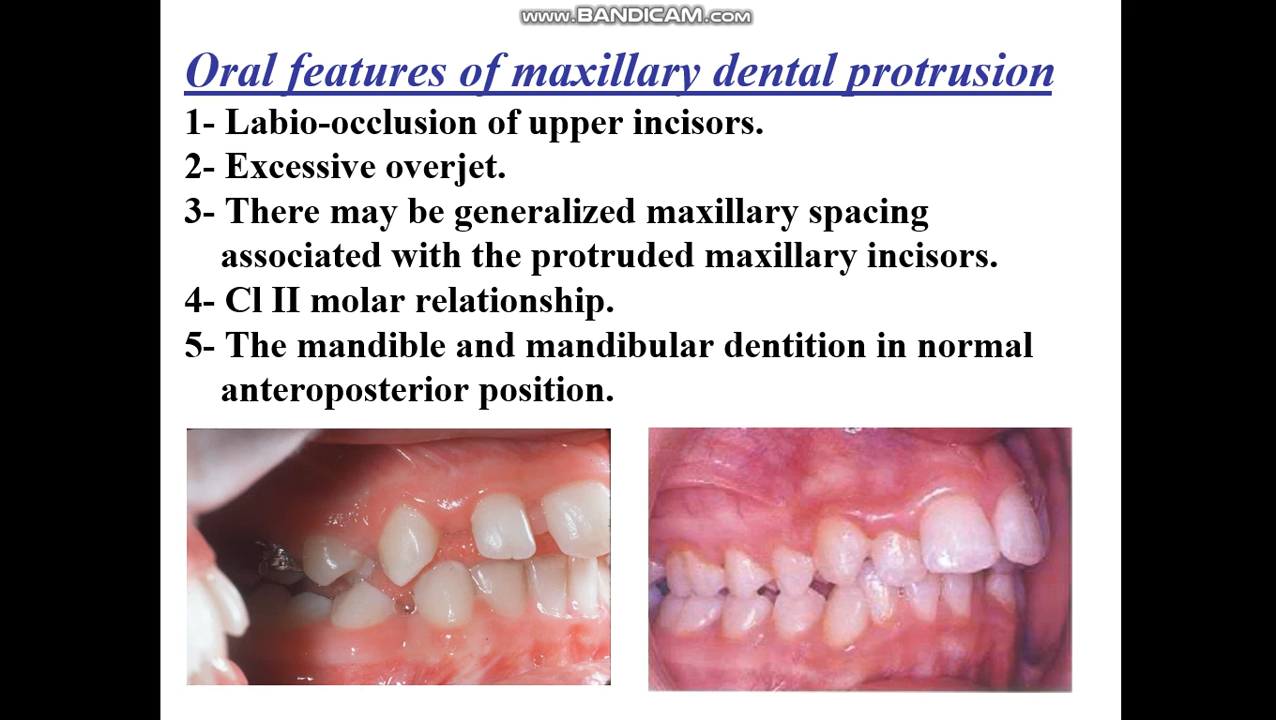 www.BANDICAM.com
Oral features of maxillary dental protrusion
1- Labio-occlusion of upper incisors.
2- Excessive overjet.
3- There may be generalized maxillary spacing
associated with the protruded maxillary incisors.
4- Cl II molar relationship.
5- The mandible and mandibular dentition in normal
anteroposterior position.